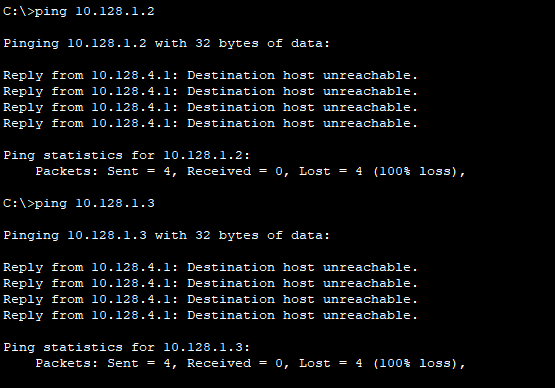 C:\>ping 10.128.1.2
Pinging 10.128.1.2 with 32 bytes of data:
Reply from 10.128.4.1: Destination host unreachable.
Reply from 10.128.4.1: Destination host unreachable.
Reply from 10.128.4.1: Destination host unreachable.
Reply from 10.128.4.1: Destination host unreachable.
Ping statistics for 10.128.1.2:
    Packets: Sent = 4, Received = 0, Lost = 4 (100% loss),
C:\>ping 10.128.1.3
Pinging 10.128.1.3 with 32 bytes of data:
Reply from 10.128.4.1: Destination host unreachable.
Reply from 10.128.4.1: Destination host unreachable.
Reply from 10.128.4.1: Destination host unreachable.
Reply from 10.128.4.1: Destination host unreachable.
Ping statistics for 10.128.1.3:
    Packets: Sent = 4, Received = 0, Lost = 4 (100% loss),